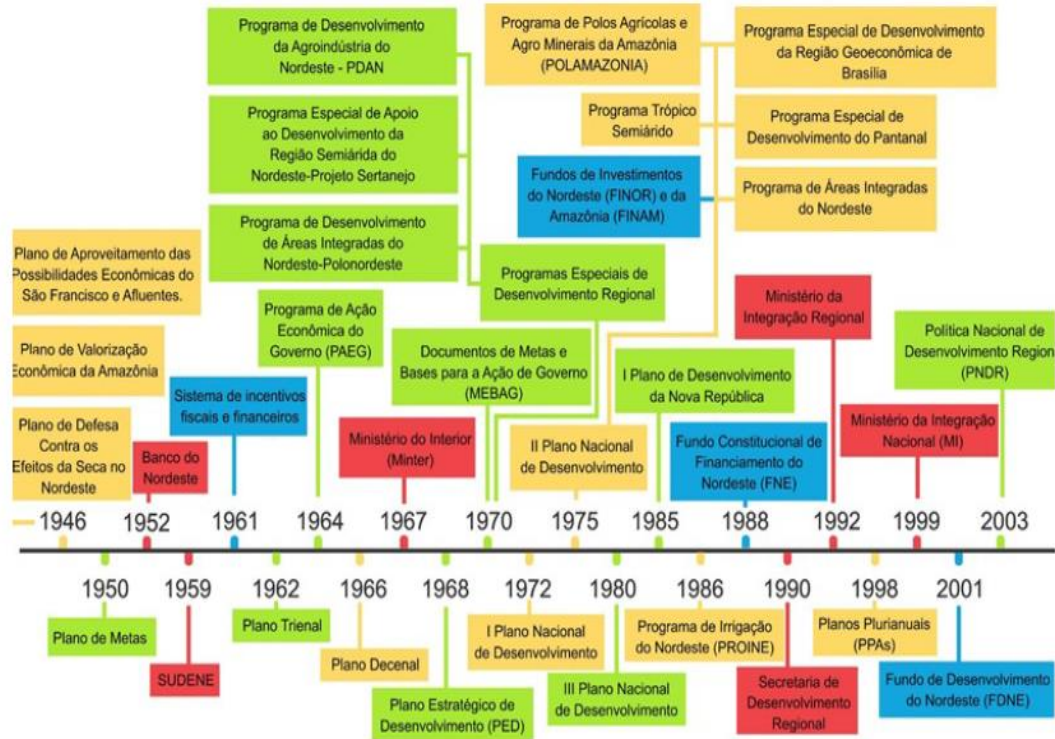 Programa de Desenvolvimento
da Agroindústria do
Nordeste - PDAN
Programa Especial de Apoio
ao Desenvolvimento da
Região Semiárida do
Nordeste-Projeto Sertanejo
Programa de Desenvolvimento
de Áreas Integradas do
Nordeste-Polonordeste
Programa de Polos Agrícolas e
Agro Minerais da Amazônia
(POLAMAZONIA)
Programa Especial de Desenvolvimento
da Região Geoeconômica de
Brasília
Programa Trópico
Semiárido
Programa Especial de
Desenvolvimento do Pantanal
Fundos de Investimentos
do Nordeste (FINOR) e da
Amazônia (FINAM)
Programa de Áreas Integradas
do Nordeste
Plano de Aproveitamento das
Possibilidades Econômicas do
São Francisco e Afluentes.
Plano de Valorização
Econômica da Amazônia
Plano de Defesa
Contra os
Efeitos da Seca no
Nordeste
Banco do
Nordeste
Sistema de incentivos
fiscais e financeiros
Programa de Ação
Econômica do
Governo (PAEG)
Ministério do Interior
(Minter)
Programas Especiais de
Desenvolvimento Regional
Documentos de Metas e
Bases para a Ação de Governo
(MEBAG)
II Plano Nacional
de Desenvolvimento
I Plano de Desenvolvimento
da Nova República
Ministério da
Integração Regional
Fundo Constitucional de
Financiamento do
Nordeste (FNE)
Ministério da Integração
Nacional (MI)
Política Nacional de
Desenvolvimento Region
(PNDR)
1946 1952 1961 1964 1967 1970 1975 1985 1988 1992 1999 2003
1950 1959 1962 1966 1968 1972 1980 1986 1990 1998 2001
Plano de Metas
SUDENE
Plano Trienal
Plano Decenal
Plano Estratégico de
Desenvolvimento (PED)
I Plano Nacional
de Desenvolvimento
III Plano Nacional
de Desenvolvimento
Programa de Irrigação
do Nordeste (PROINE)
Secretaria de
Desenvolvimento
Regional
Planos Plurianuais
(PPAs)
Fundo de Desenvolvimento
do Nordeste (FDNE)